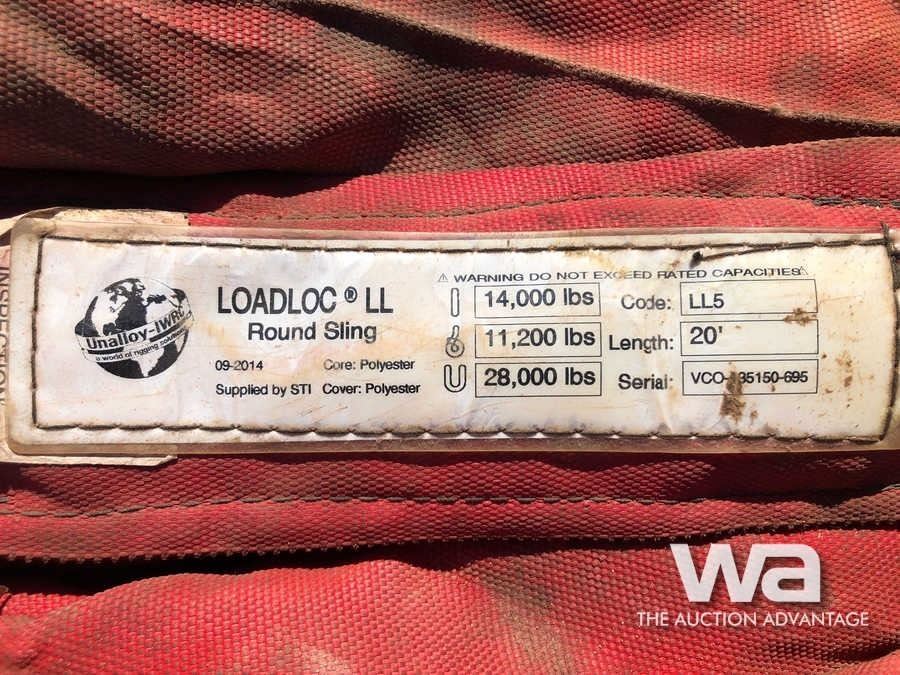 INSPECTION
Unalloy-IWRC
a world of rigging solutions
LOADLOC® LL
Round Sling
09-2014 Core: Polyester
Supplied by STI Cover: Polyester
⚠ WARNING DO NOT EXCEED RATED CAPACITIES ⚠
14,000 lbs Code: LL5
11,200 lbs Length: 20'
28,000 lbs Serial:
wa
THE AUCTION ADVANTAGE